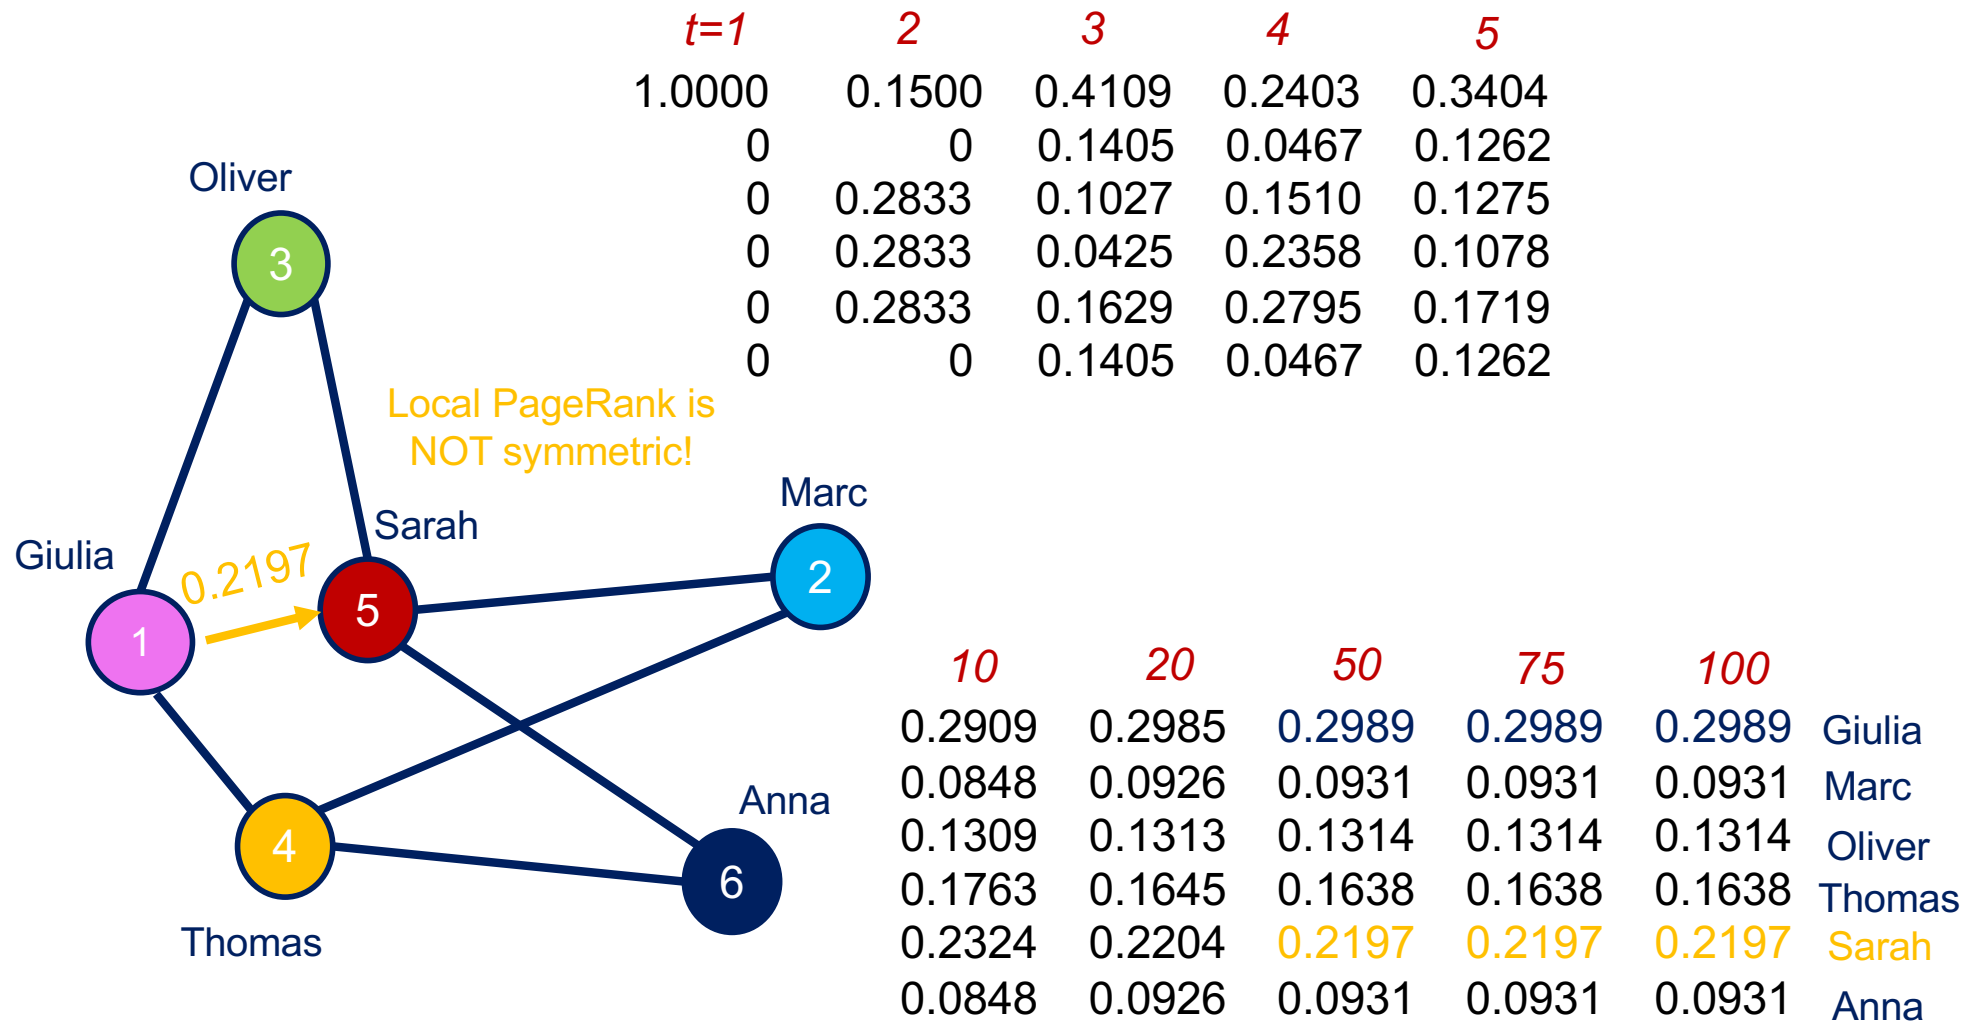 t=1 2 3 4 5
1.0000 0.1500 0.4109 0.2403 0.3404
0 0 0.1405 0.0467 0.1262
0 0.2833 0.1027 0.1510 0.1275
0 0.2833 0.0425 0.2358 0.1078
0 0.2833 0.1629 0.2795 0.1719
0 0 0.1405 0.0467 0.1262
Oliver
3
Local PageRank is
NOT symmetric!
Marc
Sarah
Giulia
0.2197
2
5
1
Anna
Thomas
4
6
10 20 50 75 100
0.2909 0.2985 0.2989 0.2989 0.2989 Giulia
0.0848 0.0926 0.0931 0.0931 0.0931 Marc
0.1309 0.1313 0.1314 0.1314 0.1314 Oliver
0.1763 0.1645 0.1638 0.1638 0.1638 Thomas
0.2324 0.2204 0.2197 0.2197 0.2197 Sarah
0.0848 0.0926 0.0931 0.0931 0.0931 Anna